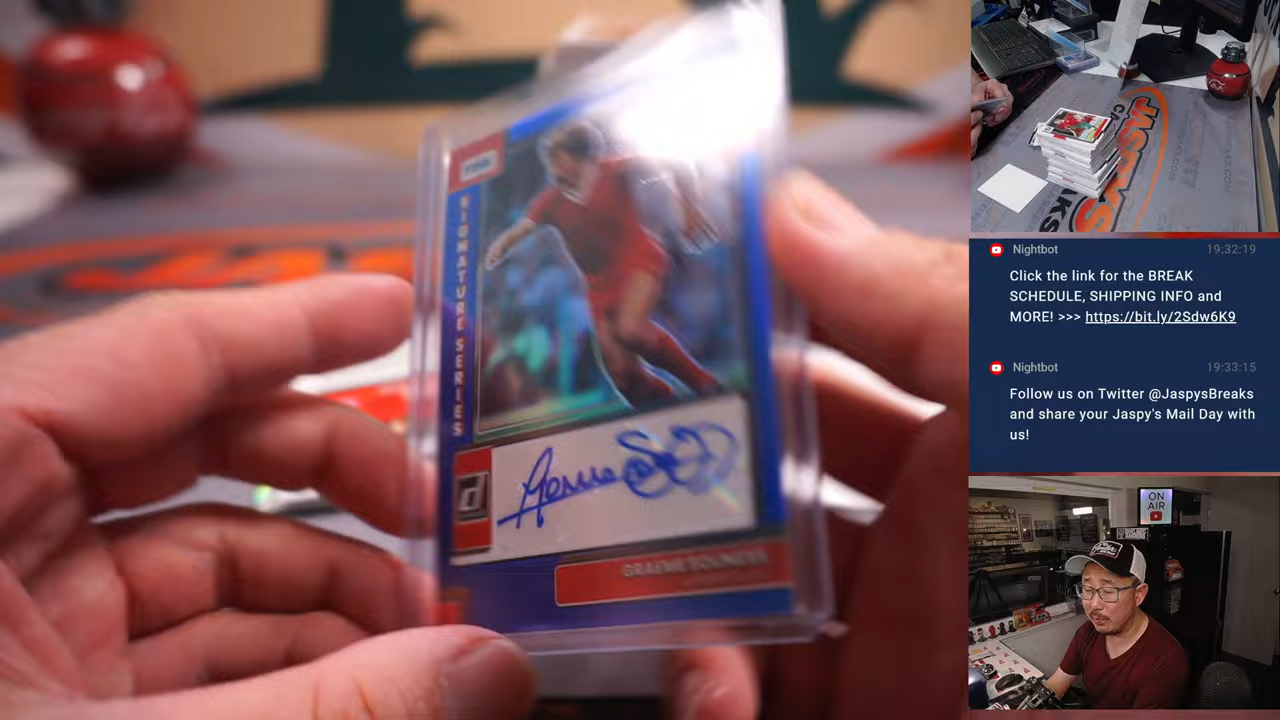 SIGNATURE SERIES
GRAEME SOUNESS
JASPYS
ON
AIR
Nightbot 19:32:19
Click the link for the BREAK
SCHEDULE, SHIPPING INFO and
MORE! >>> https://bit.ly/2Sdw6K9
Nightbot 19:33:15
Follow us on Twitter @JaspysBreaks
and share your Jaspy's Mail Day with
us!